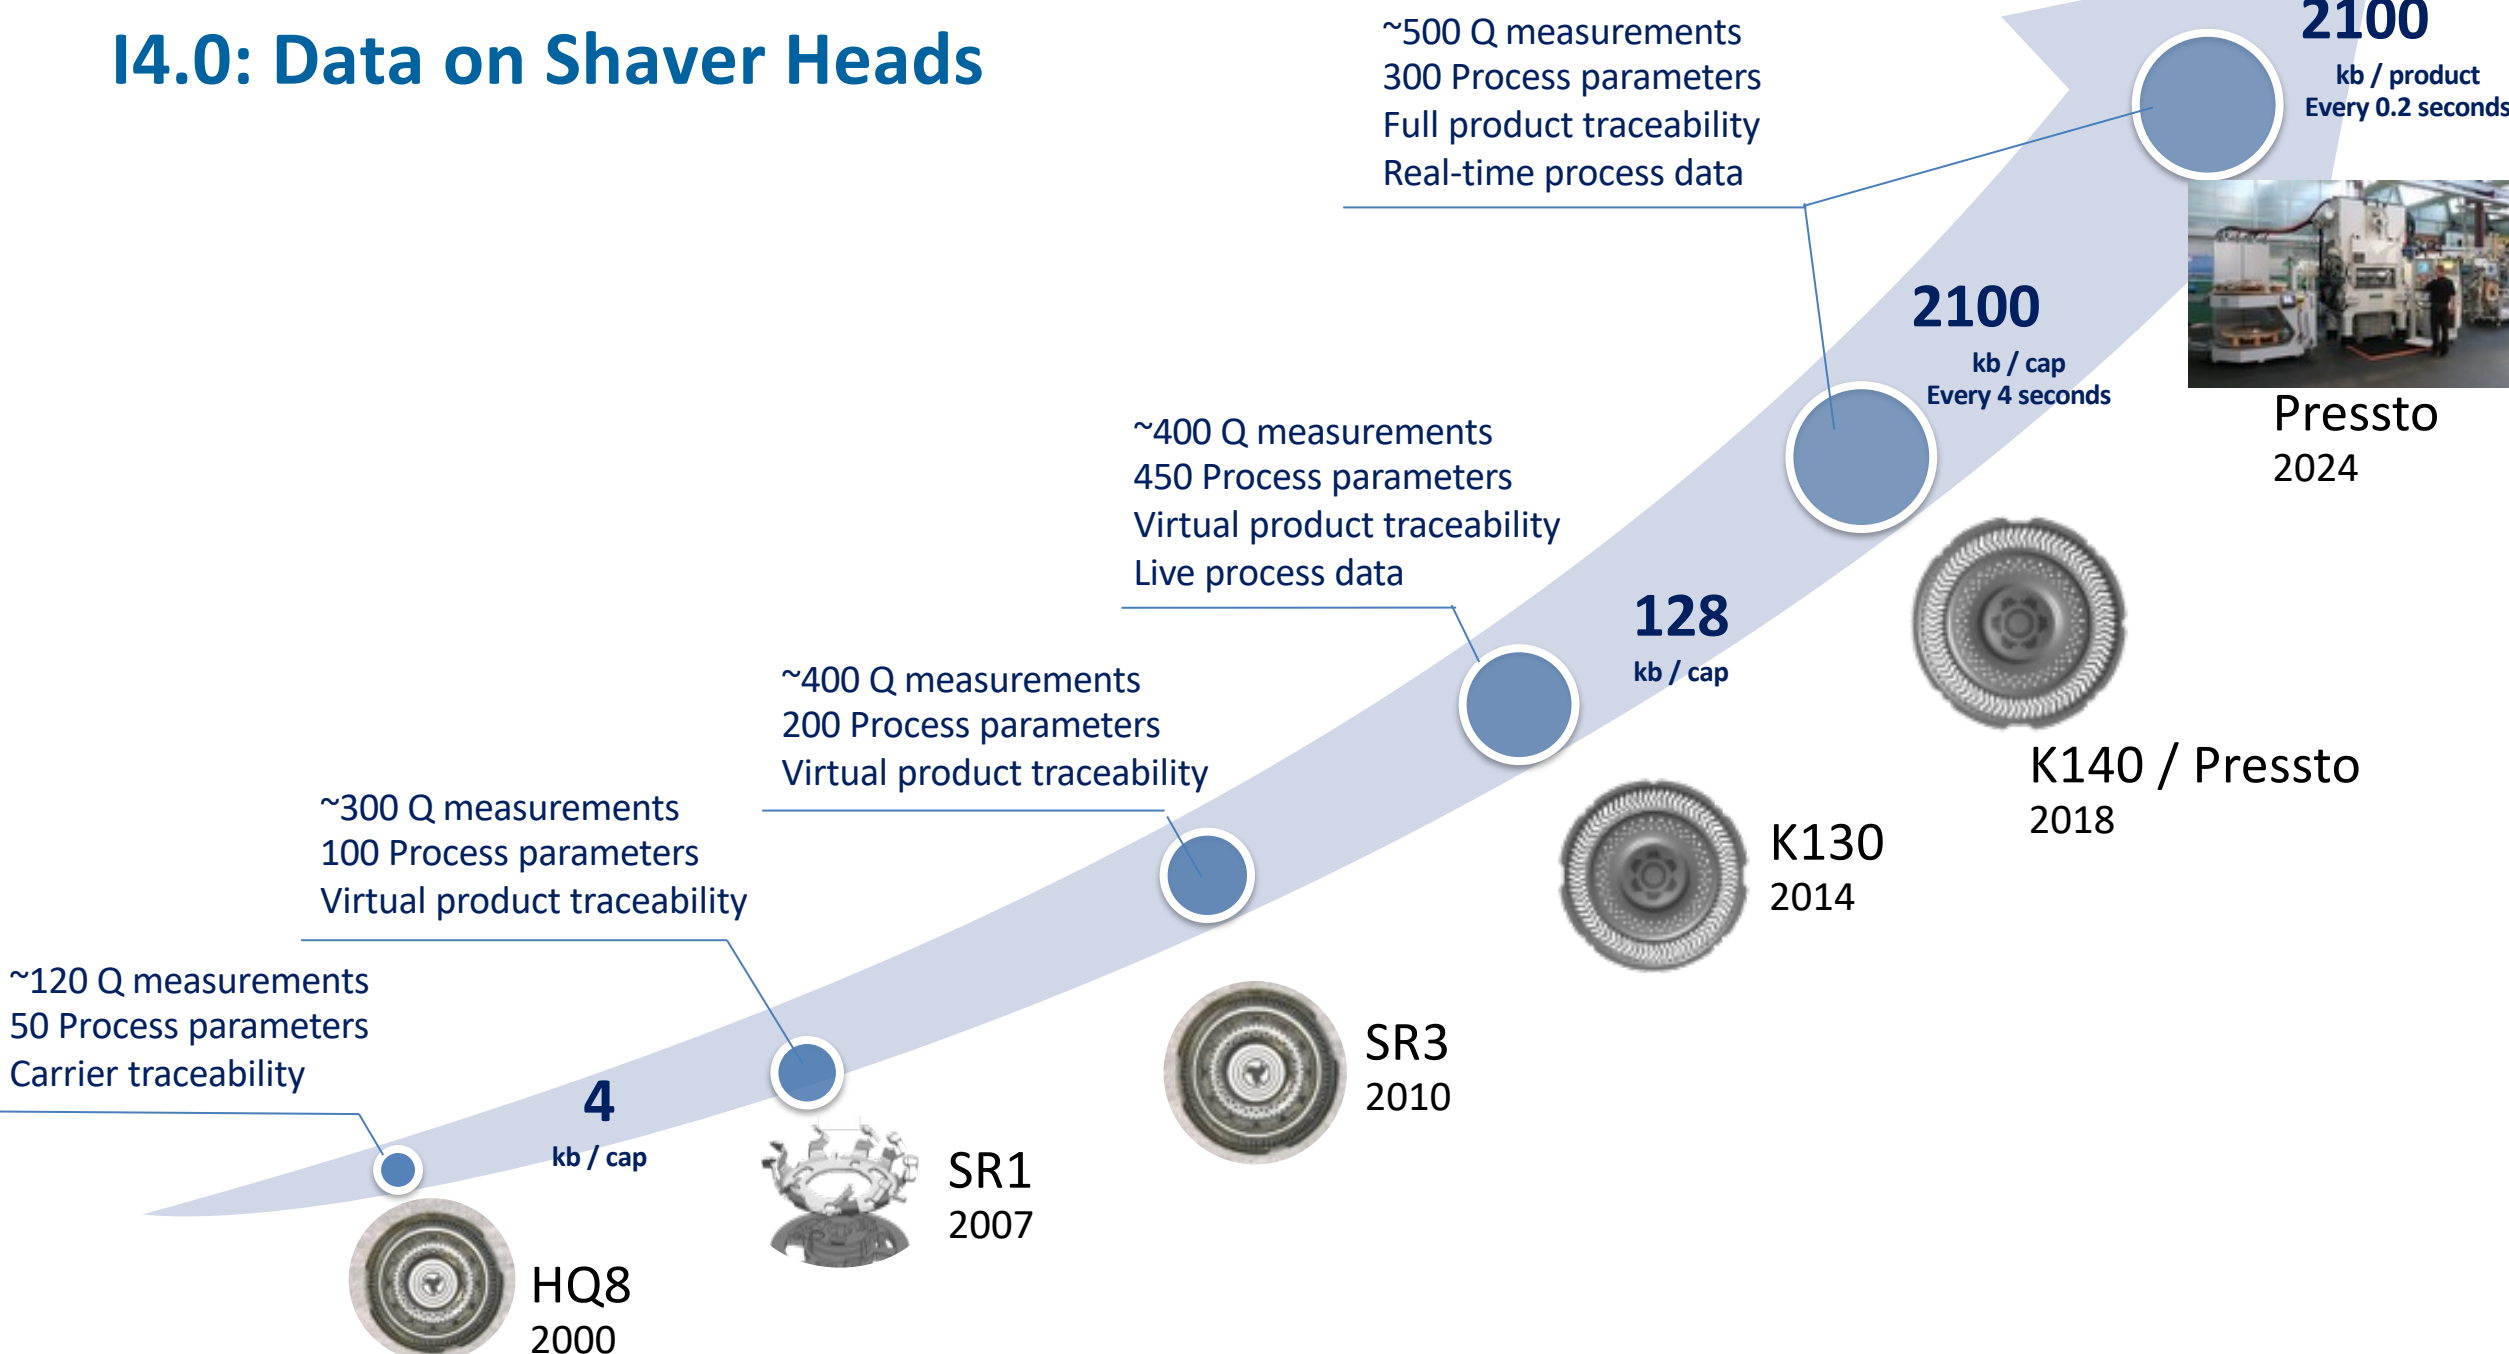 I4.0: Data on Shaver Heads
~500 Q measurements
300 Process parameters
Full product traceability
Real-time process data
2100
kb / product
Every 0.2 seconds
Pressto
2024
2100
kb / cap
Every 4 seconds
K140 / Pressto
2018
~400 Q measurements
450 Process parameters
Virtual product traceability
Live process data
128
kb / cap
K130
2014
~400 Q measurements
200 Process parameters
Virtual product traceability
SR3
2010
~300 Q measurements
100 Process parameters
Virtual product traceability
SR1
2007
~120 Q measurements
50 Process parameters
Carrier traceability
4
kb / cap
HQ8
2000